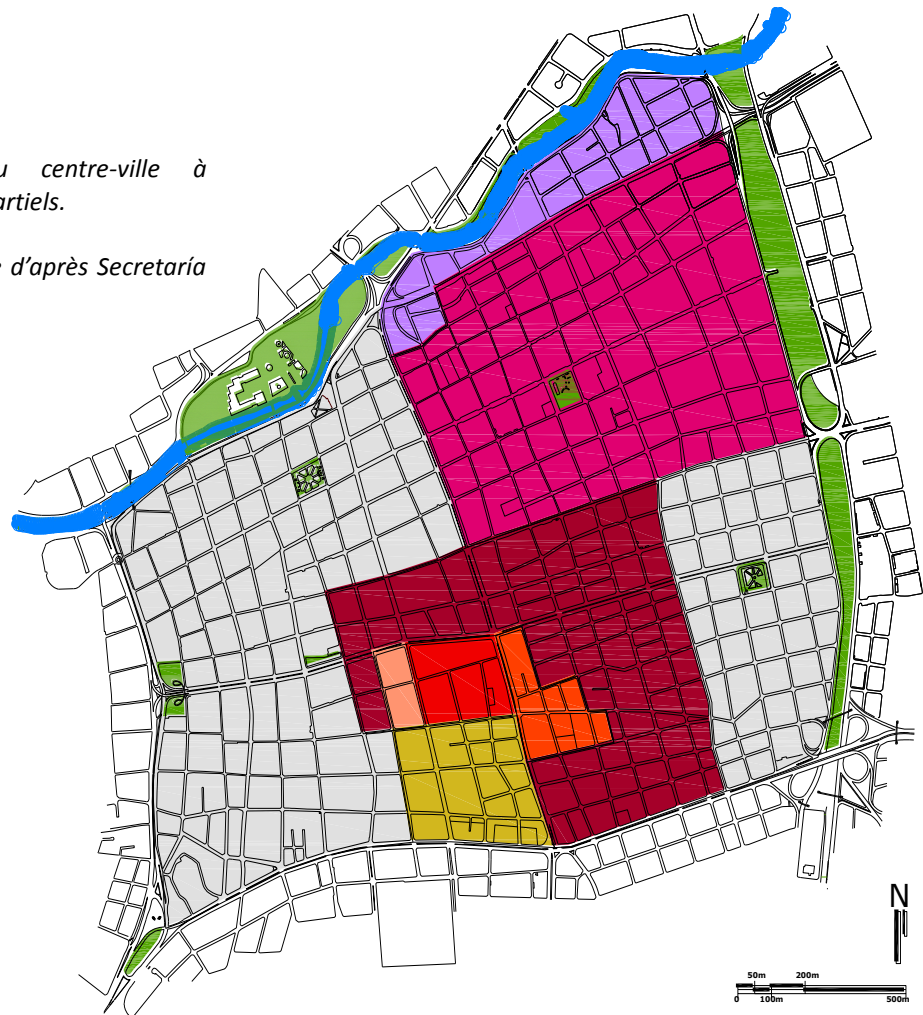 u centre-ville à
artiels.
e d’après Secretaría
N
50m 200m
0 100m 500m